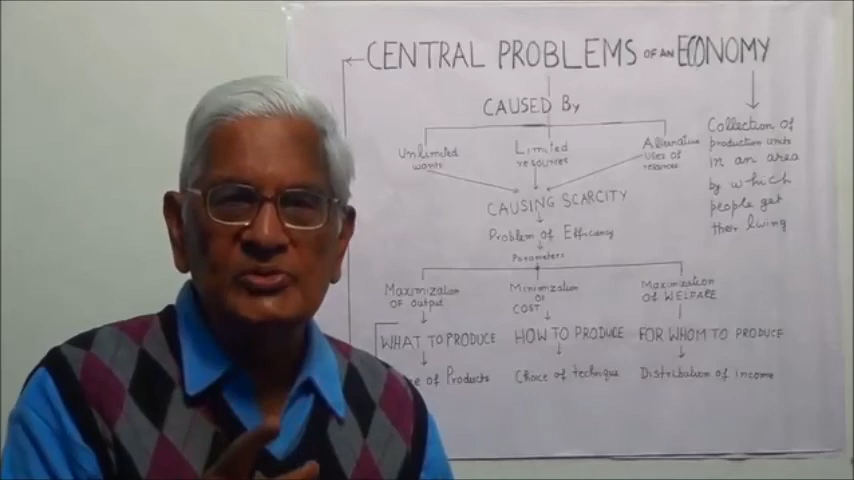 CENTRAL PROBLEMS OF AN ECONOMY
CAUSED By
Unlimited
wants
Limited
resources
Alternative
uses of
resources
Collection of
production units
in an area
by which
people get
their living
CAUSING SCARCITY
Problem of Efficiency
Parameters
Maximization
OF output
Minimization
OF
COST
Maximization
OF WELFARE
WHAT TO PRODUCE
HOW TO PRODUCE
FOR WHOM TO PRODUCE
of Products
Choice of technique
Distribution of income